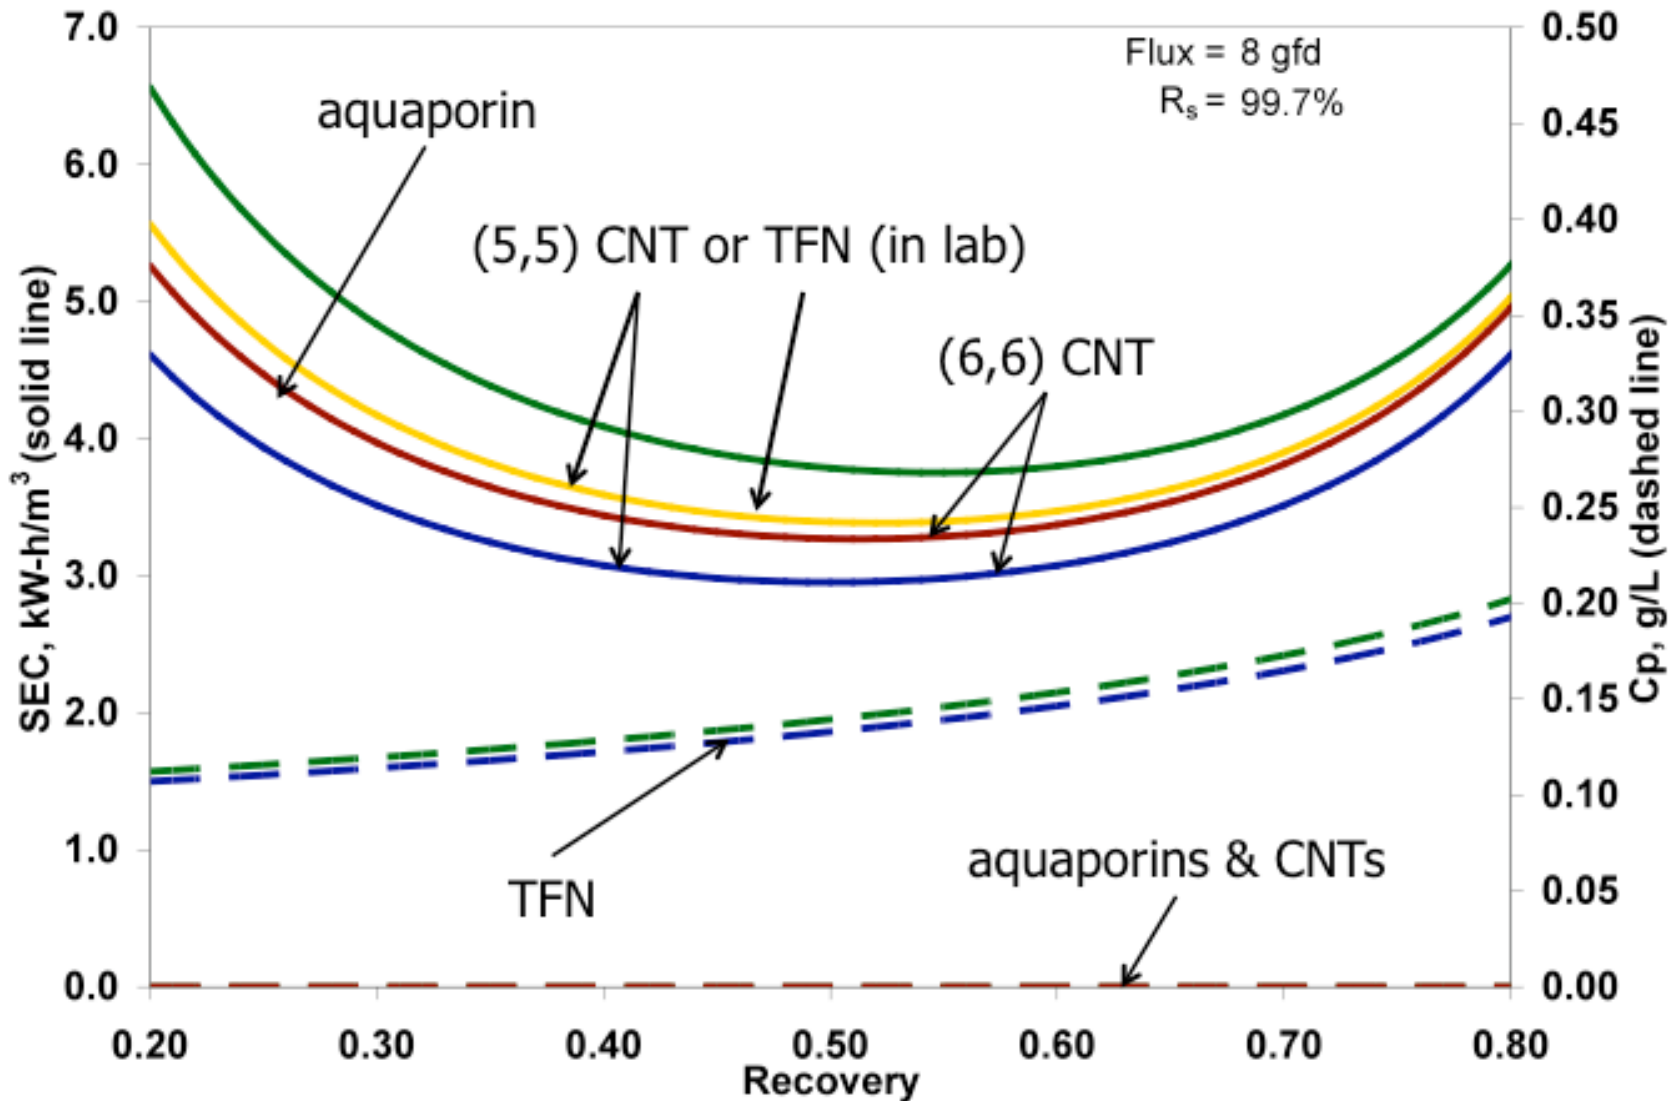 7.0
6.0
5.0
4.0
3.0
2.0
1.0
0.0
SEC, kW-h/m³ (solid line)
Flux = 8 gfd
Rₛ = 99.7%
aquaporin
(5,5) CNT or TFN (in lab)
(6,6) CNT
TFN
aquaporins & CNTs
0.50
0.45
0.40
0.35
0.30
0.25
0.20
0.15
0.10
0.05
0.00
Cp, g/L (dashed line)
0.20 0.30 0.40 0.50 0.60 0.70 0.80
Recovery